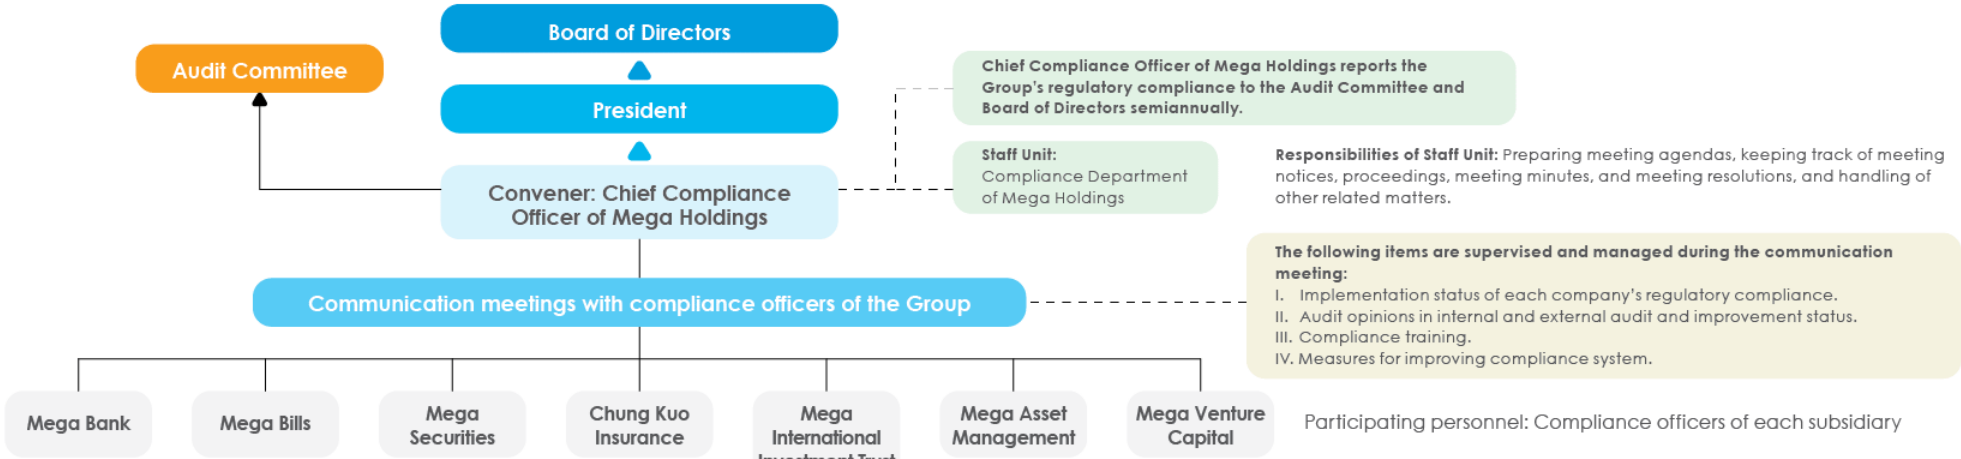 Board of Directors
Audit Committee
President
Convener: Chief Compliance
Officer of Mega Holdings
Chief Compliance Officer of Mega Holdings reports the
Group's regulatory compliance to the Audit Committee and
Board of Directors semiannually.
Staff Unit:
Compliance Department
of Mega Holdings
Responsibilities of Staff Unit: Preparing meeting agendas, keeping track of meeting
notices, proceedings, meeting minutes, and meeting resolutions, and handling of
other related matters.
Communication meetings with compliance officers of the Group
The following items are supervised and managed during the communication
meeting:
I. Implementation status of each company's regulatory compliance.
II. Audit opinions in internal and external audit and improvement status.
III. Compliance training.
IV. Measures for improving compliance system.
Mega Bank
Mega Bills
Mega
Securities
Chung Kuo
Insurance
Mega
International
Investment Trust
Mega Asset
Management
Mega Venture
Capital
Participating personnel: Compliance officers of each subsidiary